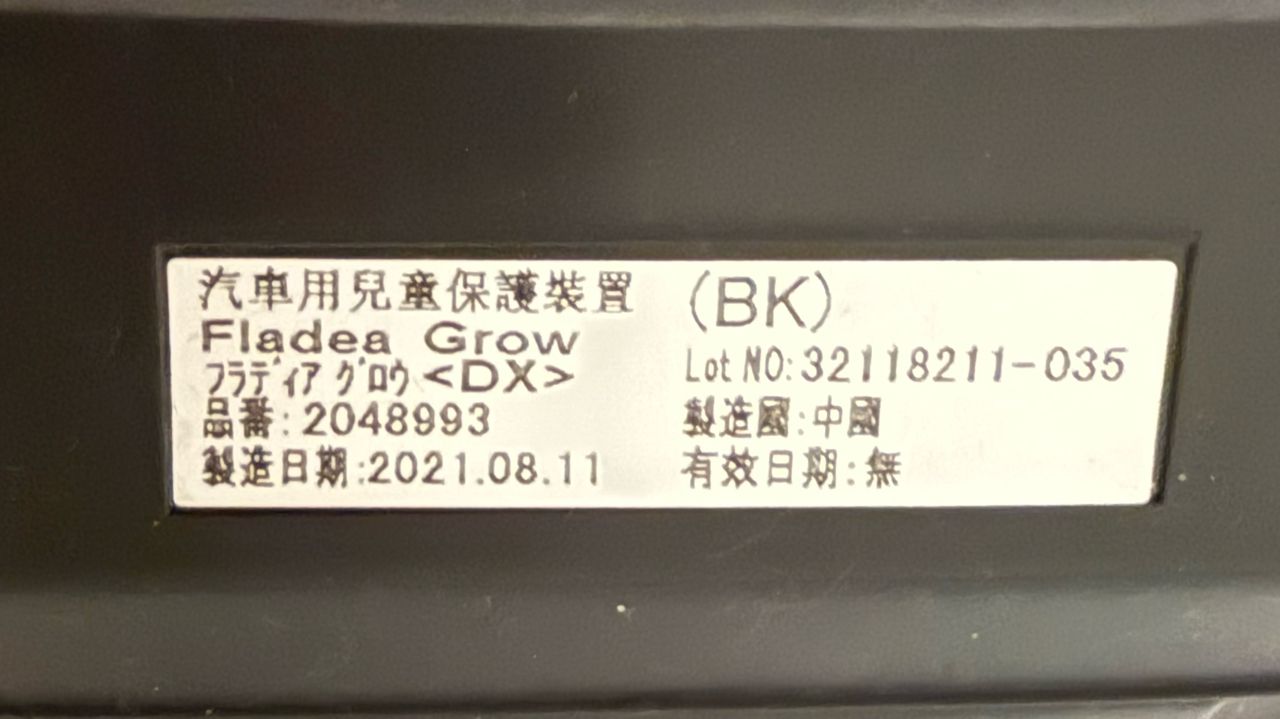 汽車用兒童保護裝置 (BK)
Fladea Grow
フラディア グロウ <DX>
Lot NO:32118211-035
品番:2048993
製造國:中國
製造日期:2021.08.11
有效日期:無